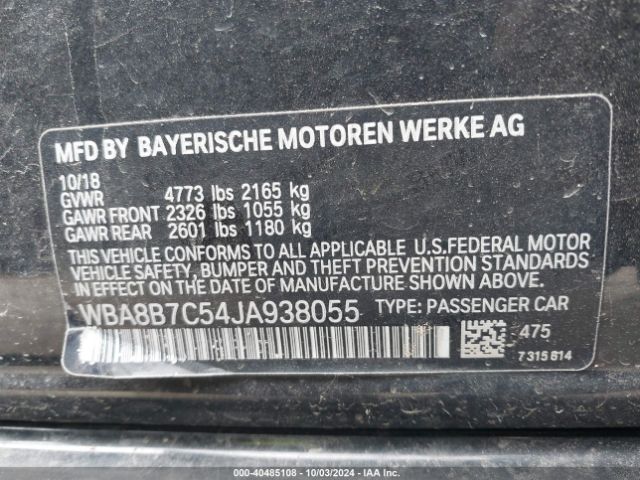 MFD BY BAYERISCHE MOTOREN WERKE AG
10/18
GVWR 4773 lbs 2165 kg
GAWR FRONT 2326 lbs 1055 kg
GAWR REAR 2601 lbs 1180 kg
THIS VEHICLE CONFORMS TO ALL APPLICABLE U.S.FEDERAL MOTOR
VEHICLE SAFETY, BUMPER AND THEFT PREVENTION STANDARDS
IN EFFECT ON THE DATE OF MANUFACTURE SHOWN ABOVE.
WBA8B7C54JA938055 TYPE: PASSENGER CAR
475
7 315 614
000-40485108 - 10/03/2024 - IAA Inc.